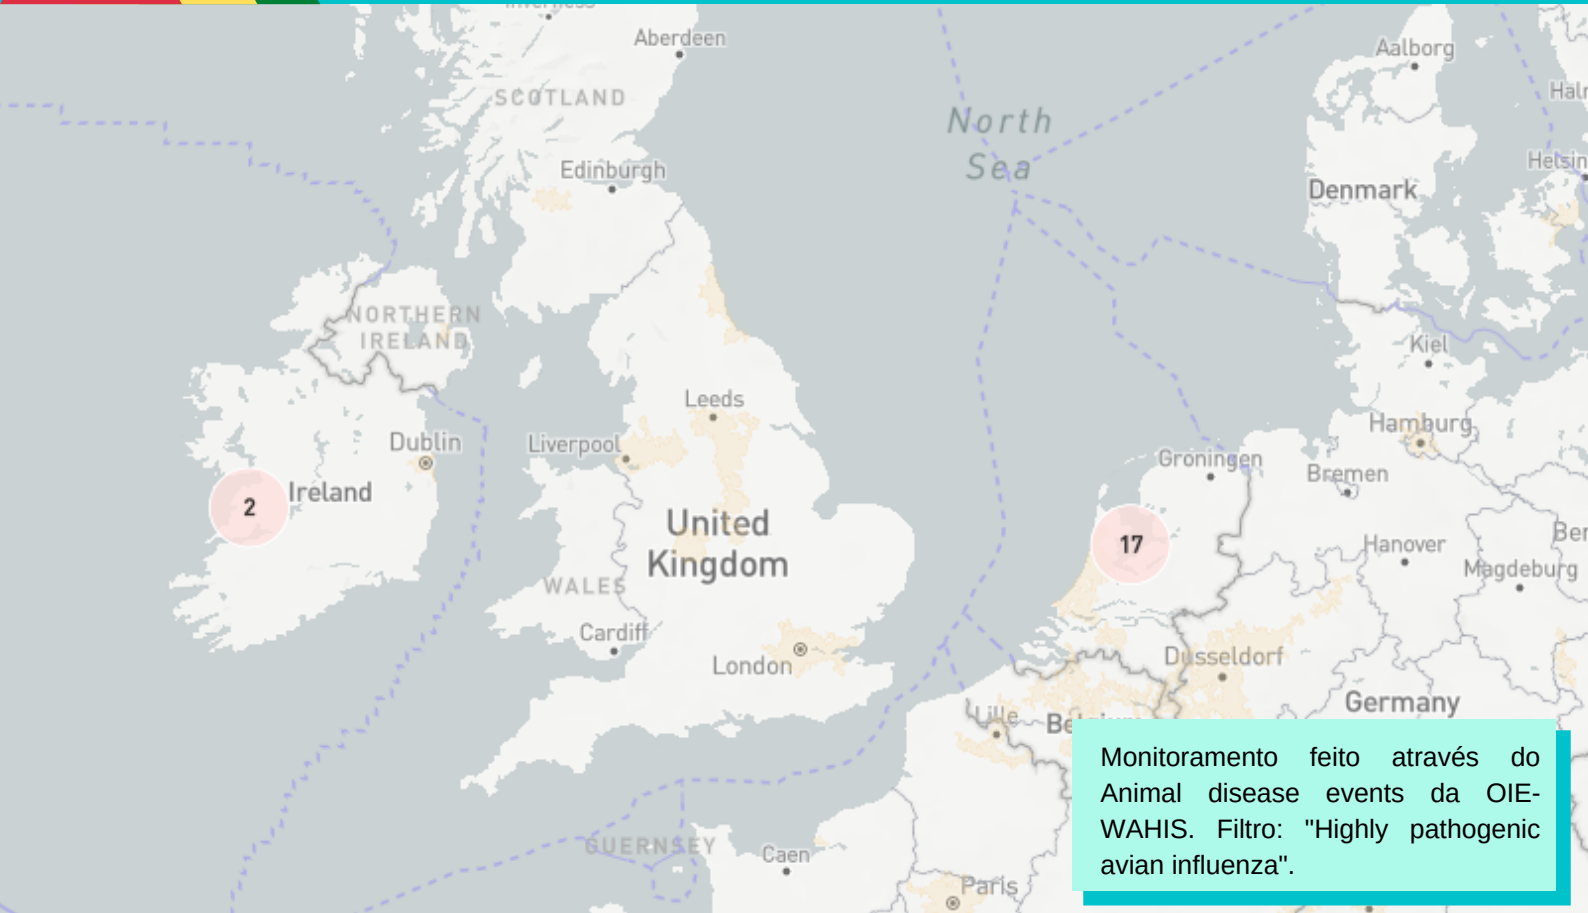 Inverness
Aberdeen
Aalborg
SCOTLAND
North
Sea
Edinburgh
Denmark
NORTHERN
IRELAND
Kiel
Leeds
Hamburg
Dublin
Liverpool
Groningen
Bremen
2
Ireland
United
Kingdom
17
Hanover
Magdeburg
WALES
Cardiff
London
Dusseldorf
Germany
Lille
Monitoramento feito através do
Animal disease events da OIE-
WAHIS. Filtro: "Highly pathogenic
avian influenza".
GUERNSEY
Caen
Paris